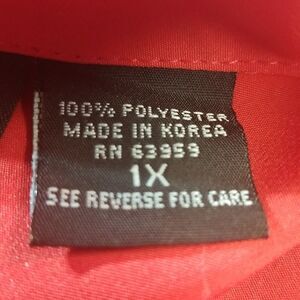 100% POLYESTER
MADE IN KOREA
RN 63959
1X
SEE REVERSE FOR CARE